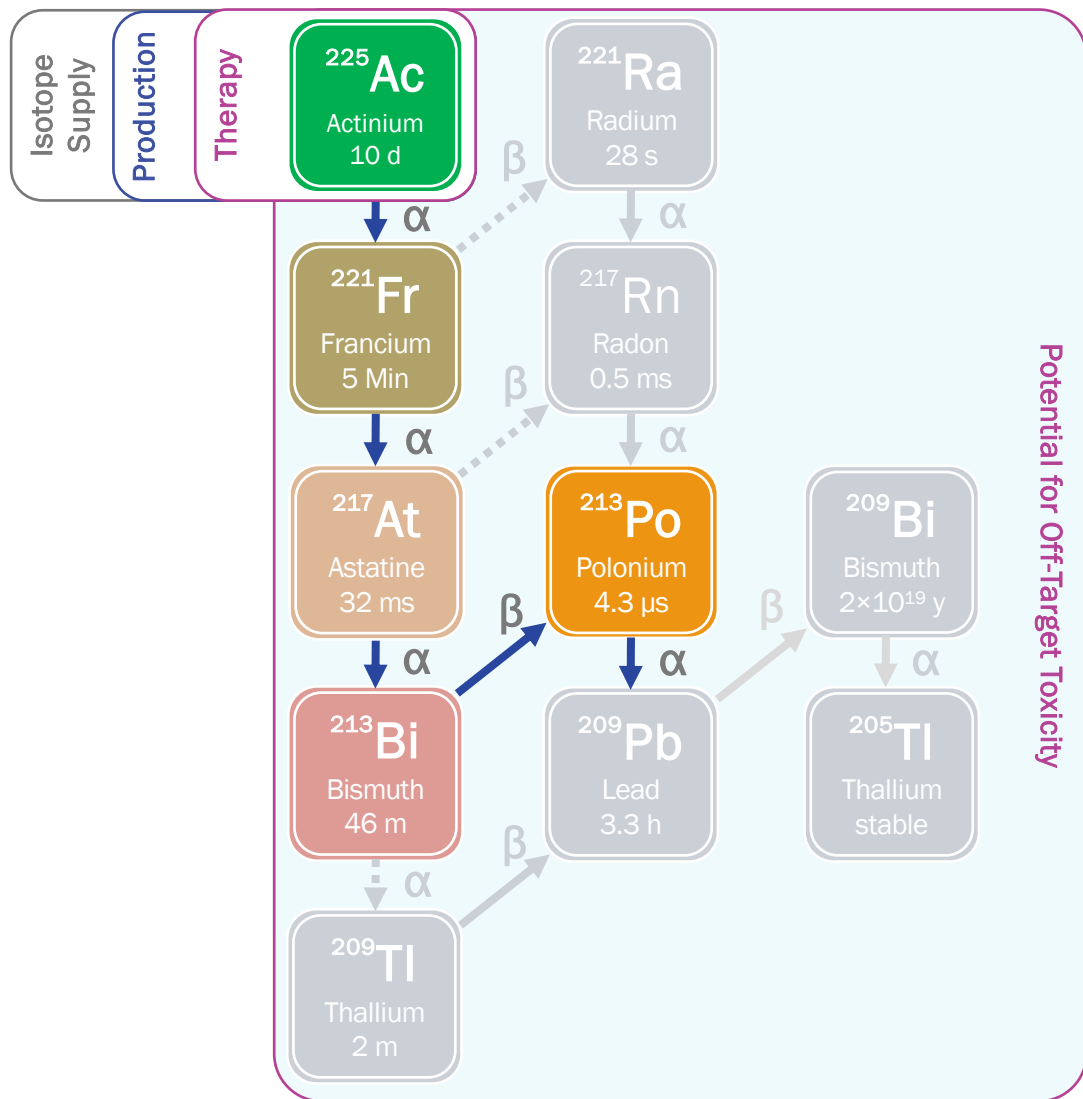 Isotope
Supply
Production
Therapy
²²⁵Ac
Actinium
10 d
²²¹Ra
Radium
28 s
β
α
α
²²¹Fr
Francium
5 Min
²¹⁷Rn
Radon
0.5 ms
β
α
α
²¹⁷At
Astatine
32 ms
²¹³Po
Polonium
4.3 µs
²⁰⁹Bi
Bismuth
2×10¹⁹ y
β
β
α
α
α
²¹³Bi
Bismuth
46 m
²⁰⁹Pb
Lead
3.3 h
²⁰⁵Tl
Thallium
stable
β
α
²⁰⁹Tl
Thallium
2 m
Potential for Off-Target Toxicity